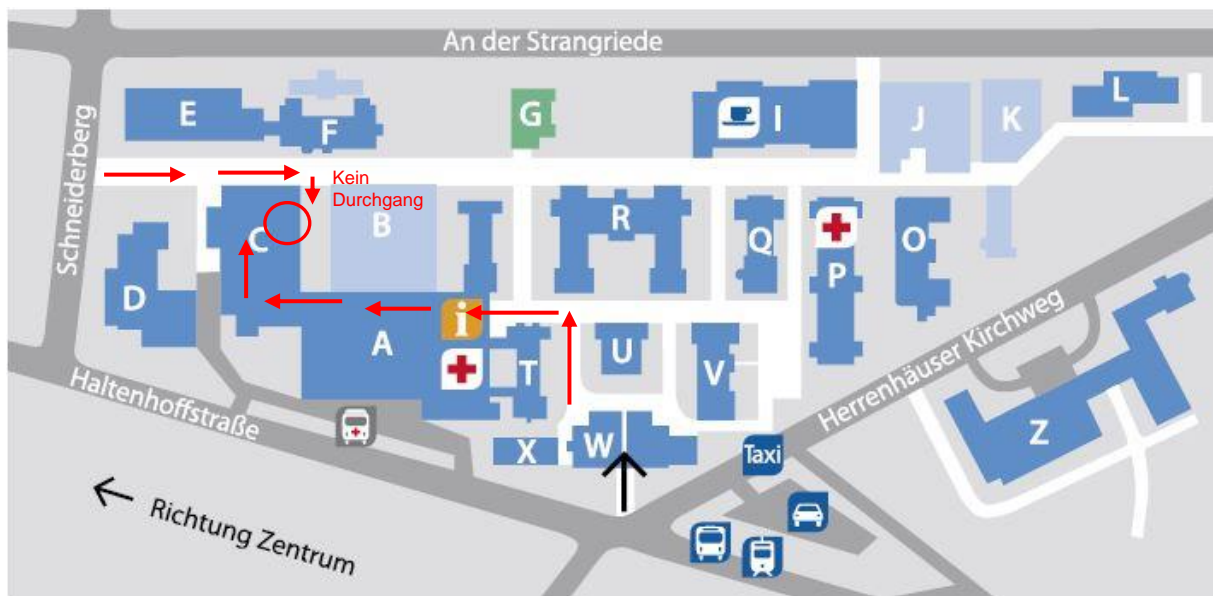 An der Strangriede
Schneiderberg
E
F
G
I
J
K
L
Kein
Durchgang
C
B
R
Q
P
O
D
A
i
T
U
V
Herrenhäuser Kirchweg
Haltenhoffstraße
X
W
Z
Taxi
Richtung Zentrum